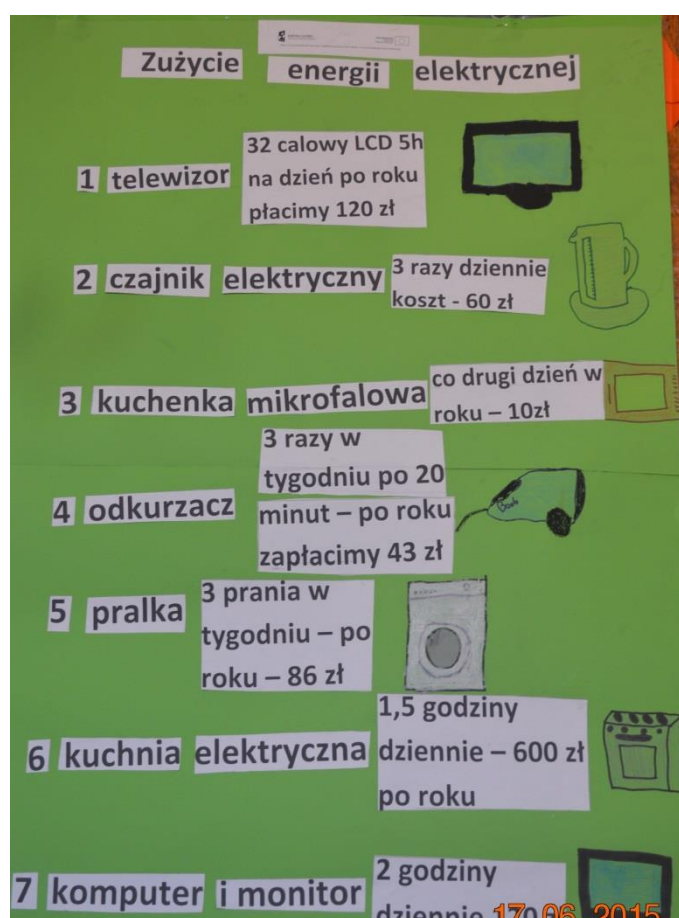 Zużycie energii elektrycznej
1 telewizor
32 calowy LCD 5h
na dzień po roku
płacimy 120 zł
2 czajnik elektryczny
3 razy dziennie
koszt - 60 zł
3 kuchenka mikrofalowa
co drugi dzień w
roku – 10zł
4 odkurzacz
3 razy w
tygodniu po 20
minut – po roku
zapłacimy 43 zł
5 pralka
3 prania w
tygodniu – po
roku – 86 zł
6 kuchnia elektryczna
1,5 godziny
dziennie – 600 zł
po roku
7 komputer i monitor
2 godziny
dziennie
17 06 2015